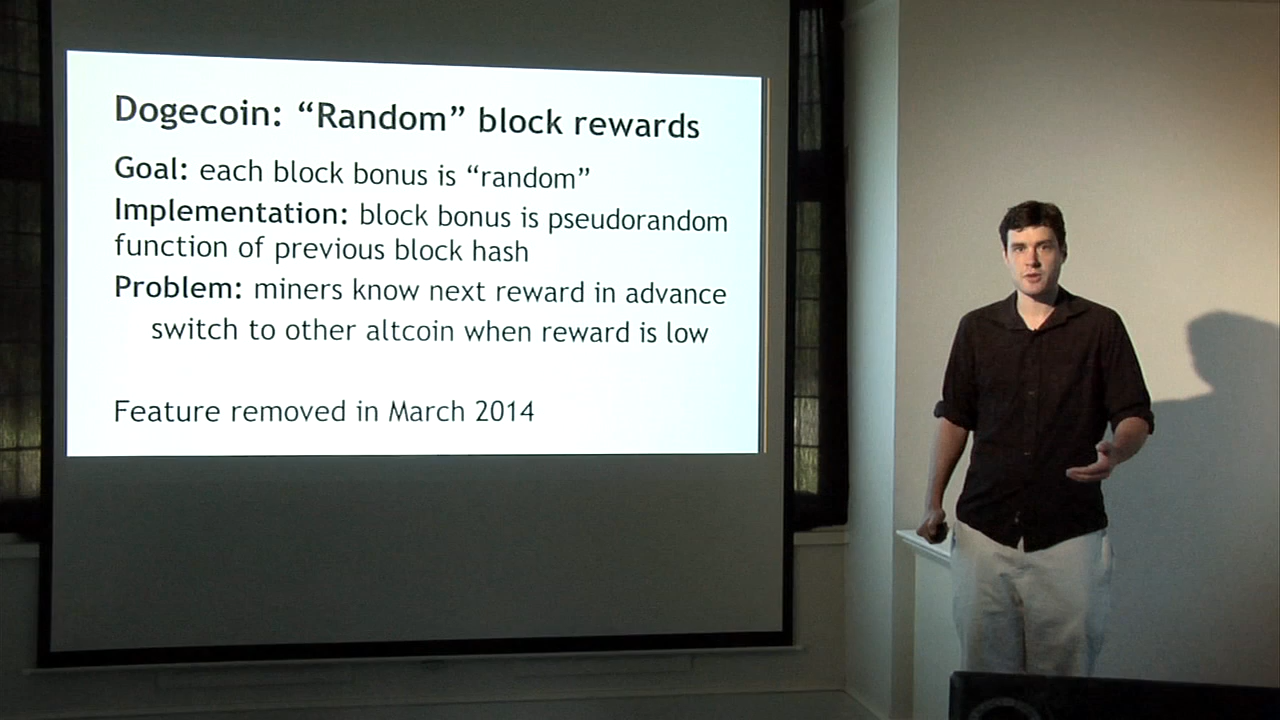 Dogecoin: “Random” block rewards
Goal: each block bonus is “random”
Implementation: block bonus is pseudorandom
function of previous block hash
Problem: miners know next reward in advance
switch to other altcoin when reward is low
Feature removed in March 2014